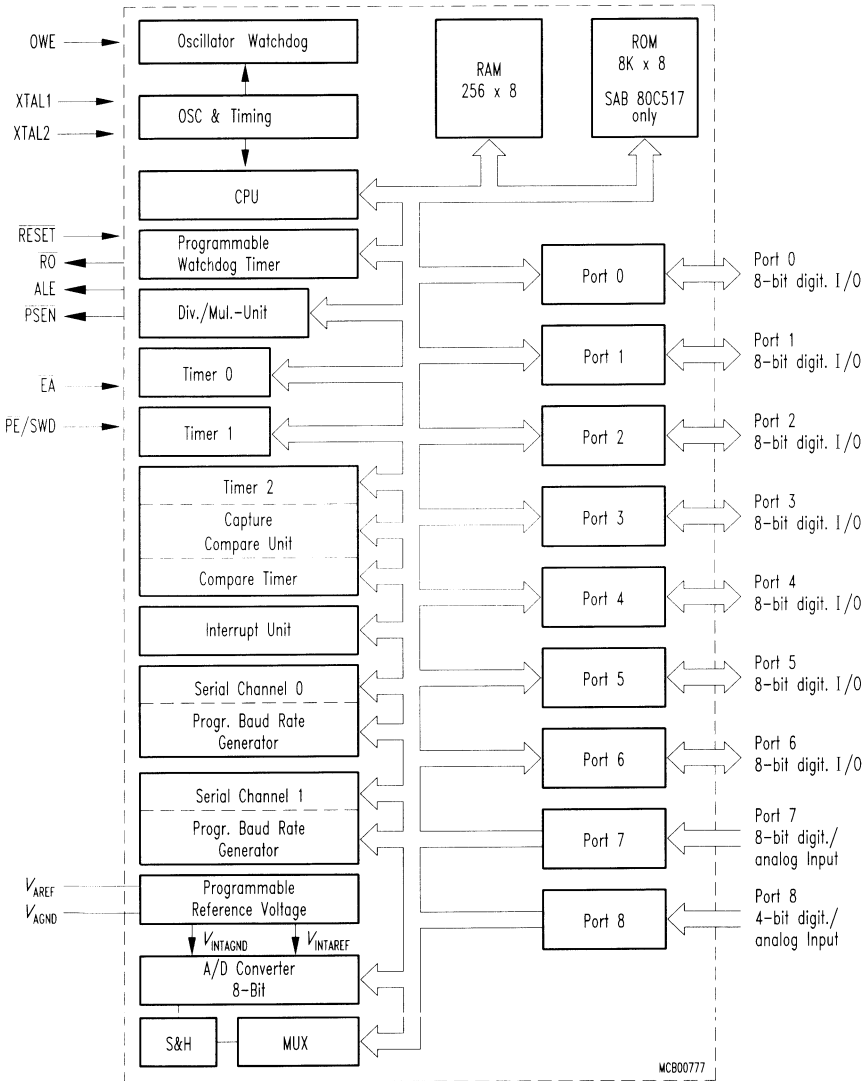 OWE
XTAL1
XTAL2
RESET
RO
ALE
PSEN
EA
PE/SWD
VAREF
VAGND
Oscillator Watchdog
OSC & Timing
CPU
Programmable
Watchdog Timer
Div./Mul.-Unit
Timer 0
Timer 1
Timer 2
Capture
Compare Unit
Compare Timer
Interrupt Unit
Serial Channel 0
Progr. Baud Rate
Generator
Serial Channel 1
Progr. Baud Rate
Generator
Programmable
Reference Voltage
VINTAGND
VINTAREF
A/D Converter
8-Bit
S&H
MUX
RAM
256 x 8
ROM
8K x 8
SAB 80C517
only
Port 0
Port 1
Port 2
Port 3
Port 4
Port 5
Port 6
Port 7
Port 8
Port 0
8-bit digit. I/O
Port 1
8-bit digit. I/O
Port 2
8-bit digit. I/O
Port 3
8-bit digit. I/O
Port 4
8-bit digit. I/O
Port 5
8-bit digit. I/O
Port 6
8-bit digit. I/O
Port 7
8-bit digit./
analog Input
Port 8
4-bit digit./
analog Input
MCB00777